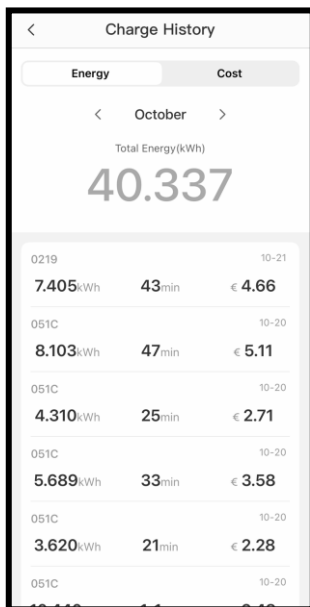 Charge History
Energy Cost
October
Total Energy(kWh)
40.337
0219 10-21
7.405kWh 43min € 4.66
051C 10-20
8.103kWh 47min € 5.11
051C 10-20
4.310kWh 25min € 2.71
051C 10-20
5.689kWh 33min € 3.58
051C 10-20
3.620kWh 21min € 2.28
051C 10-20